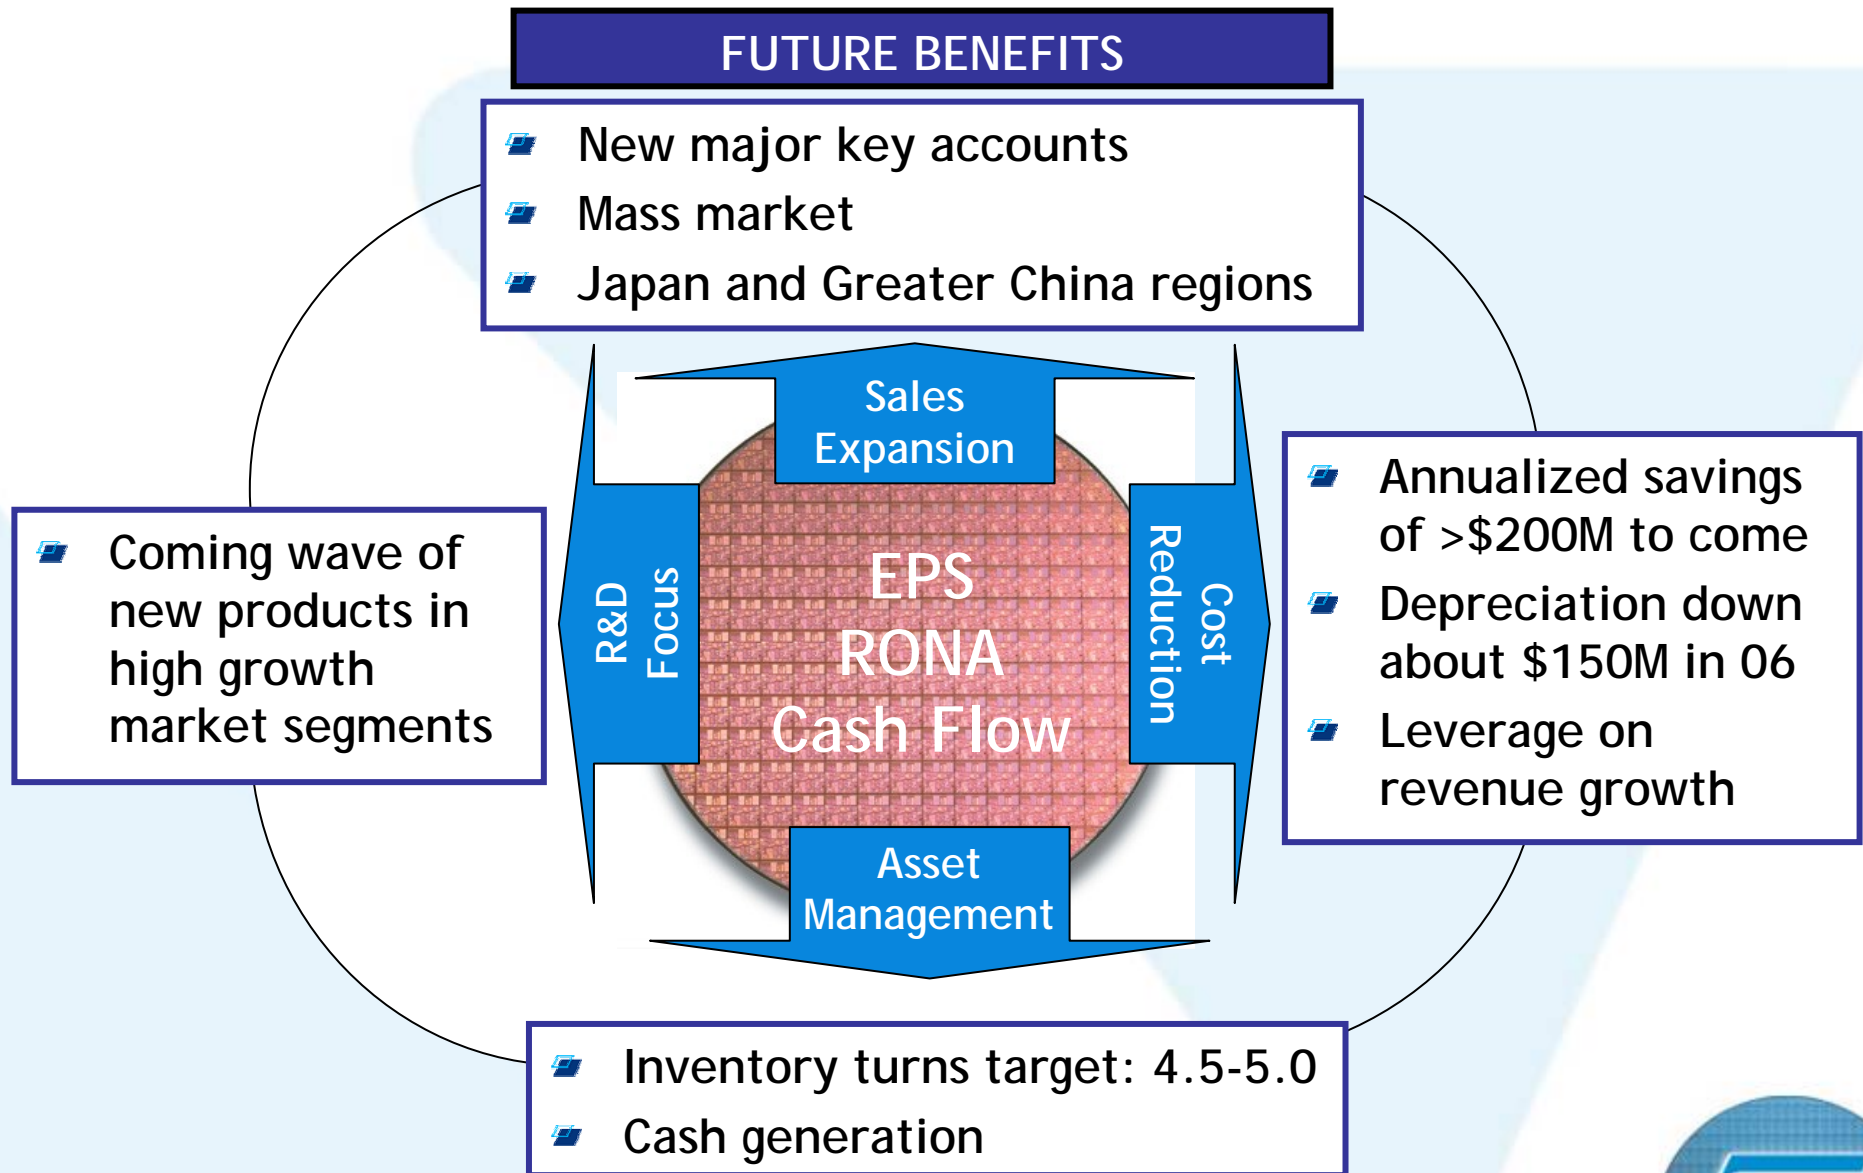 FUTURE BENEFITS
New major key accounts
Mass market
Japan and Greater China regions
Sales
Expansion
Coming wave of
new products in
high growth
market segments
R&D
Focus
EPS
RONA
Cash Flow
Cost
Reduction
Annualized savings
of >$200M to come
Depreciation down
about $150M in 06
Leverage on
revenue growth
Asset
Management
Inventory turns target: 4.5-5.0
Cash generation